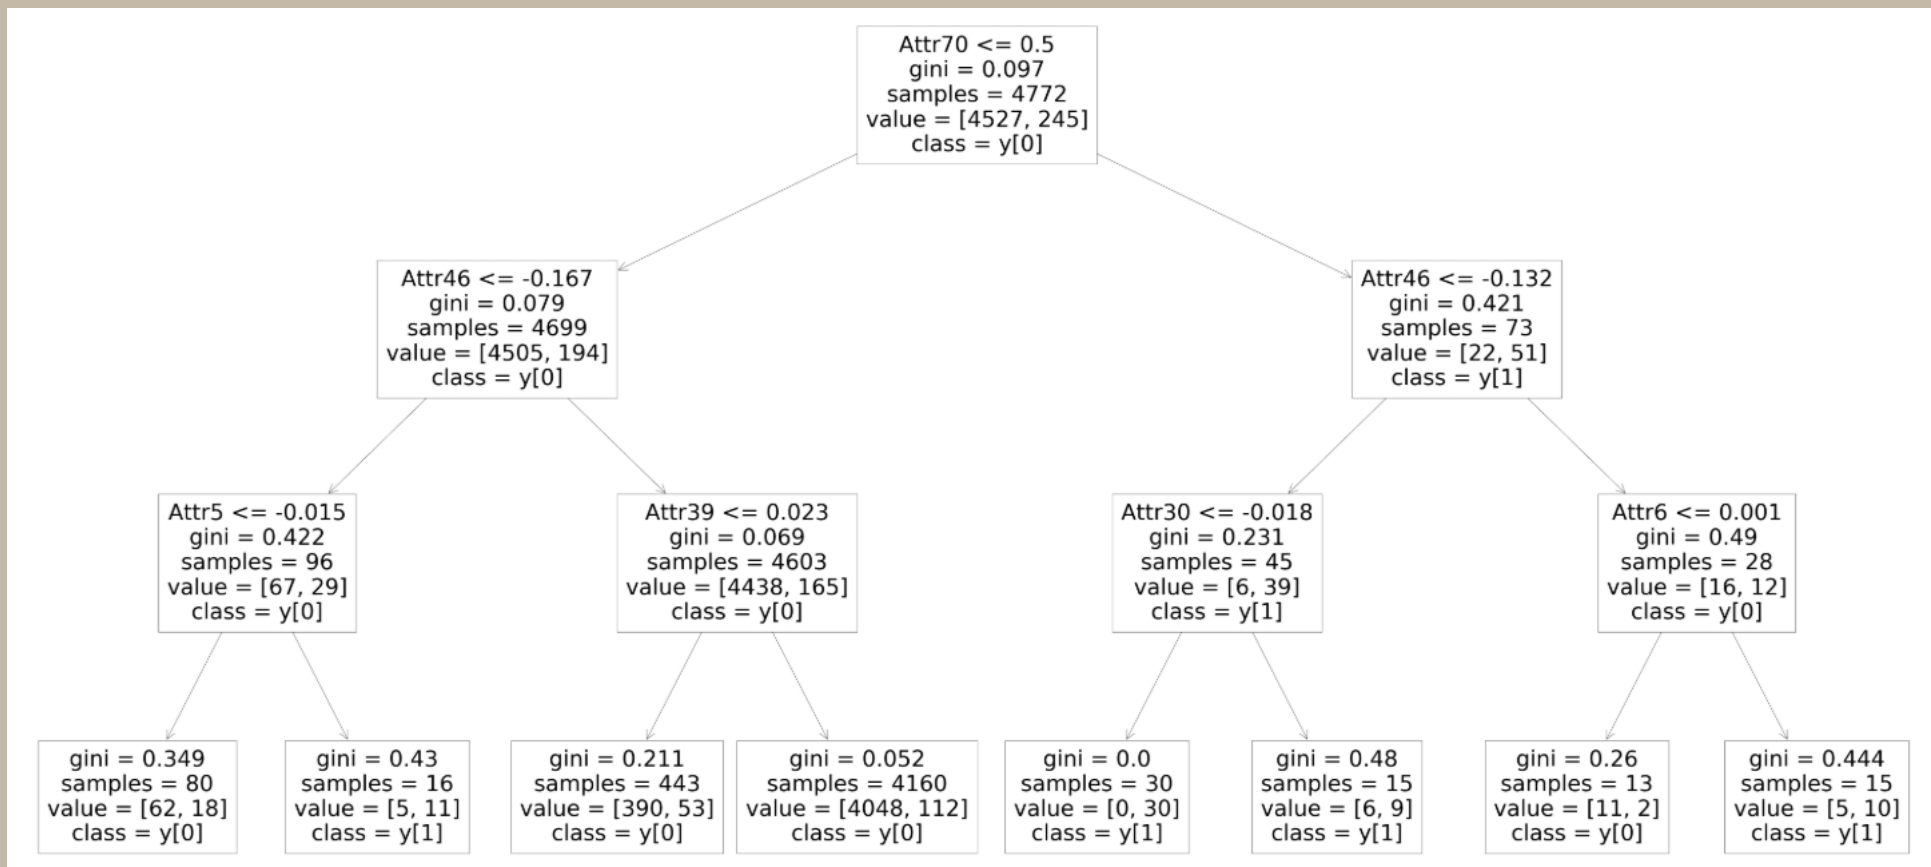 Attr70 <= 0.5
gini = 0.097
samples = 4772
value = [4527, 245]
class = y[0]
Attr46 <= -0.167
gini = 0.079
samples = 4699
value = [4505, 194]
class = y[0]
Attr46 <= -0.132
gini = 0.421
samples = 73
value = [22, 51]
class = y[1]
Attr5 <= -0.015
gini = 0.422
samples = 96
value = [67, 29]
class = y[0]
Attr39 <= 0.023
gini = 0.069
samples = 4603
value = [4438, 165]
class = y[0]
Attr30 <= -0.018
gini = 0.231
samples = 45
value = [6, 39]
class = y[1]
Attr6 <= 0.001
gini = 0.49
samples = 28
value = [16, 12]
class = y[0]
gini = 0.349
samples = 80
value = [62, 18]
class = y[0]
gini = 0.43
samples = 16
value = [5, 11]
class = y[1]
gini = 0.211
samples = 443
value = [390, 53]
class = y[0]
gini = 0.052
samples = 4160
value = [4048, 112]
class = y[0]
gini = 0.0
samples = 30
value = [0, 30]
class = y[1]
gini = 0.48
samples = 15
value = [6, 9]
class = y[1]
gini = 0.26
samples = 13
value = [11, 2]
class = y[0]
gini = 0.444
samples = 15
value = [5, 10]
class = y[1]